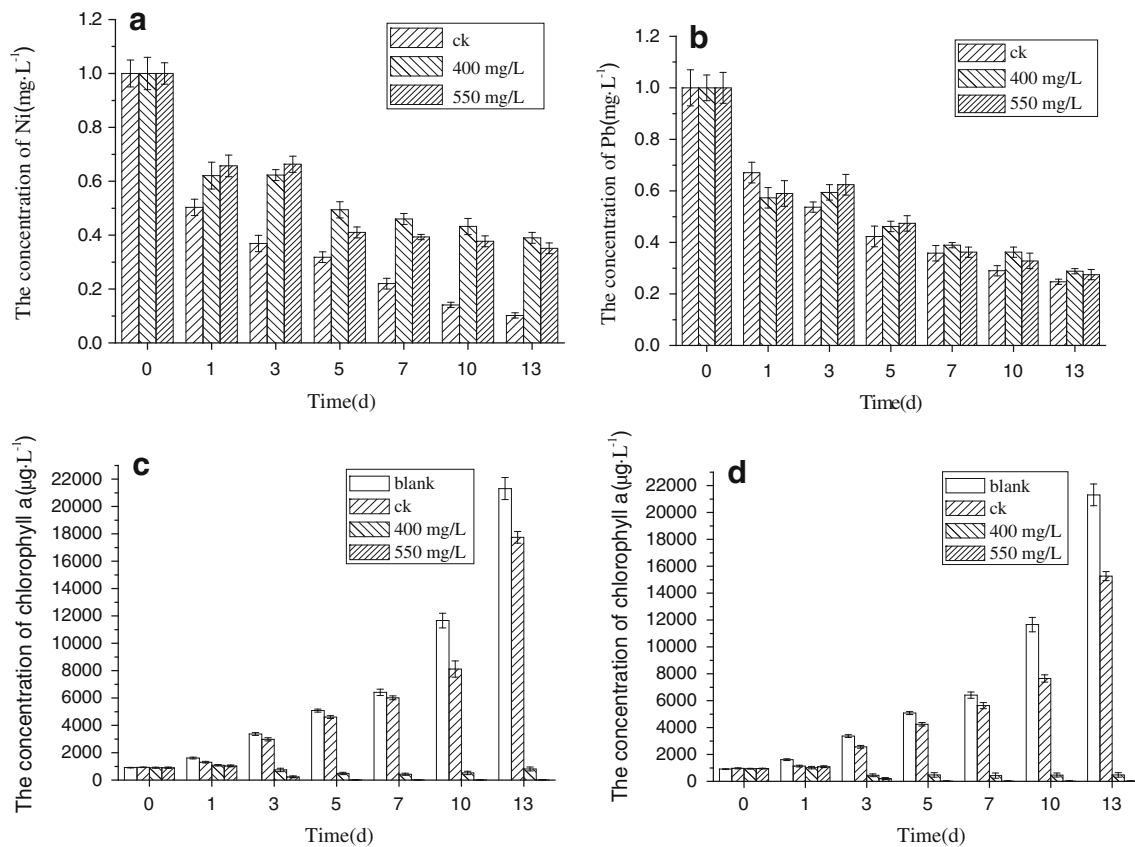 a
The concentration of Ni(mg·L⁻¹)
1.2
1.0
0.8
0.6
0.4
0.2
0.0
ck
400 mg/L
550 mg/L
0 1 3 5 7 10 13
Time(d)
b
The concentration of Pb(mg·L⁻¹)
1.2
1.0
0.8
0.6
0.4
0.2
0.0
ck
400 mg/L
550 mg/L
0 1 3 5 7 10 13
Time(d)
c
The concentration of chlorophyll a(μg·L⁻¹)
22000
20000
18000
16000
14000
12000
10000
8000
6000
4000
2000
0
blank
ck
400 mg/L
550 mg/L
0 1 3 5 7 10 13
Time(d)
d
The concentration of chlorophyll a(μg·L⁻¹)
22000
20000
18000
16000
14000
12000
10000
8000
6000
4000
2000
0
blank
ck
400 mg/L
550 mg/L
0 1 3 5 7 10 13
Time(d)